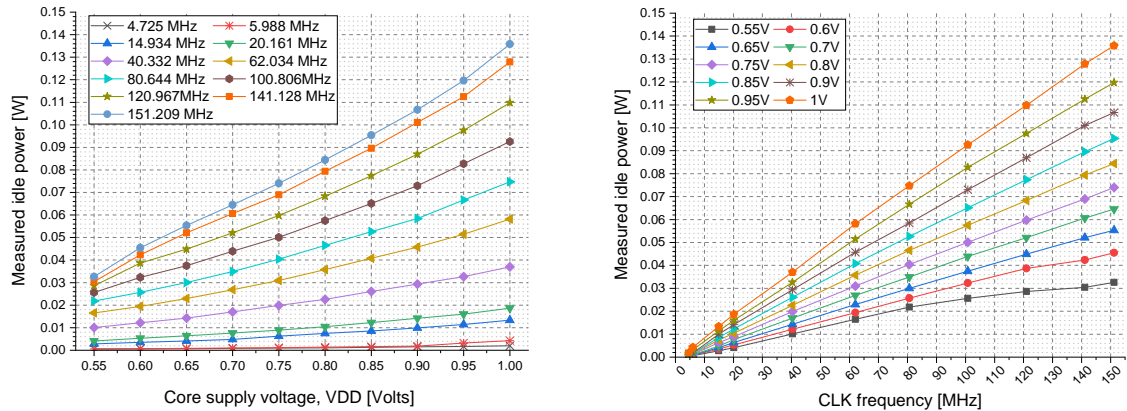 4.725 MHz 5.988 MHz
14.934 MHz 20.161 MHz
40.332 MHz 62.034 MHz
80.644 MHz 100.806MHz
120.967MHz 141.128 MHz
151.209 MHz
Measured idle power [W]
0.15
0.14
0.13
0.12
0.11
0.10
0.09
0.08
0.07
0.06
0.05
0.04
0.03
0.02
0.01
0.00
0.55 0.60 0.65 0.70 0.75 0.80 0.85 0.90 0.95 1.00
Core supply voltage, VDD [Volts]
0.55V 0.6V
0.65V 0.7V
0.75V 0.8V
0.85V 0.9V
0.95V 1V
Measured idle power [W]
0.15
0.14
0.13
0.12
0.11
0.10
0.09
0.08
0.07
0.06
0.05
0.04
0.03
0.02
0.01
0.00
0 10 20 30 40 50 60 70 80 90 100 110 120 130 140 150
CLK frequency [MHz]